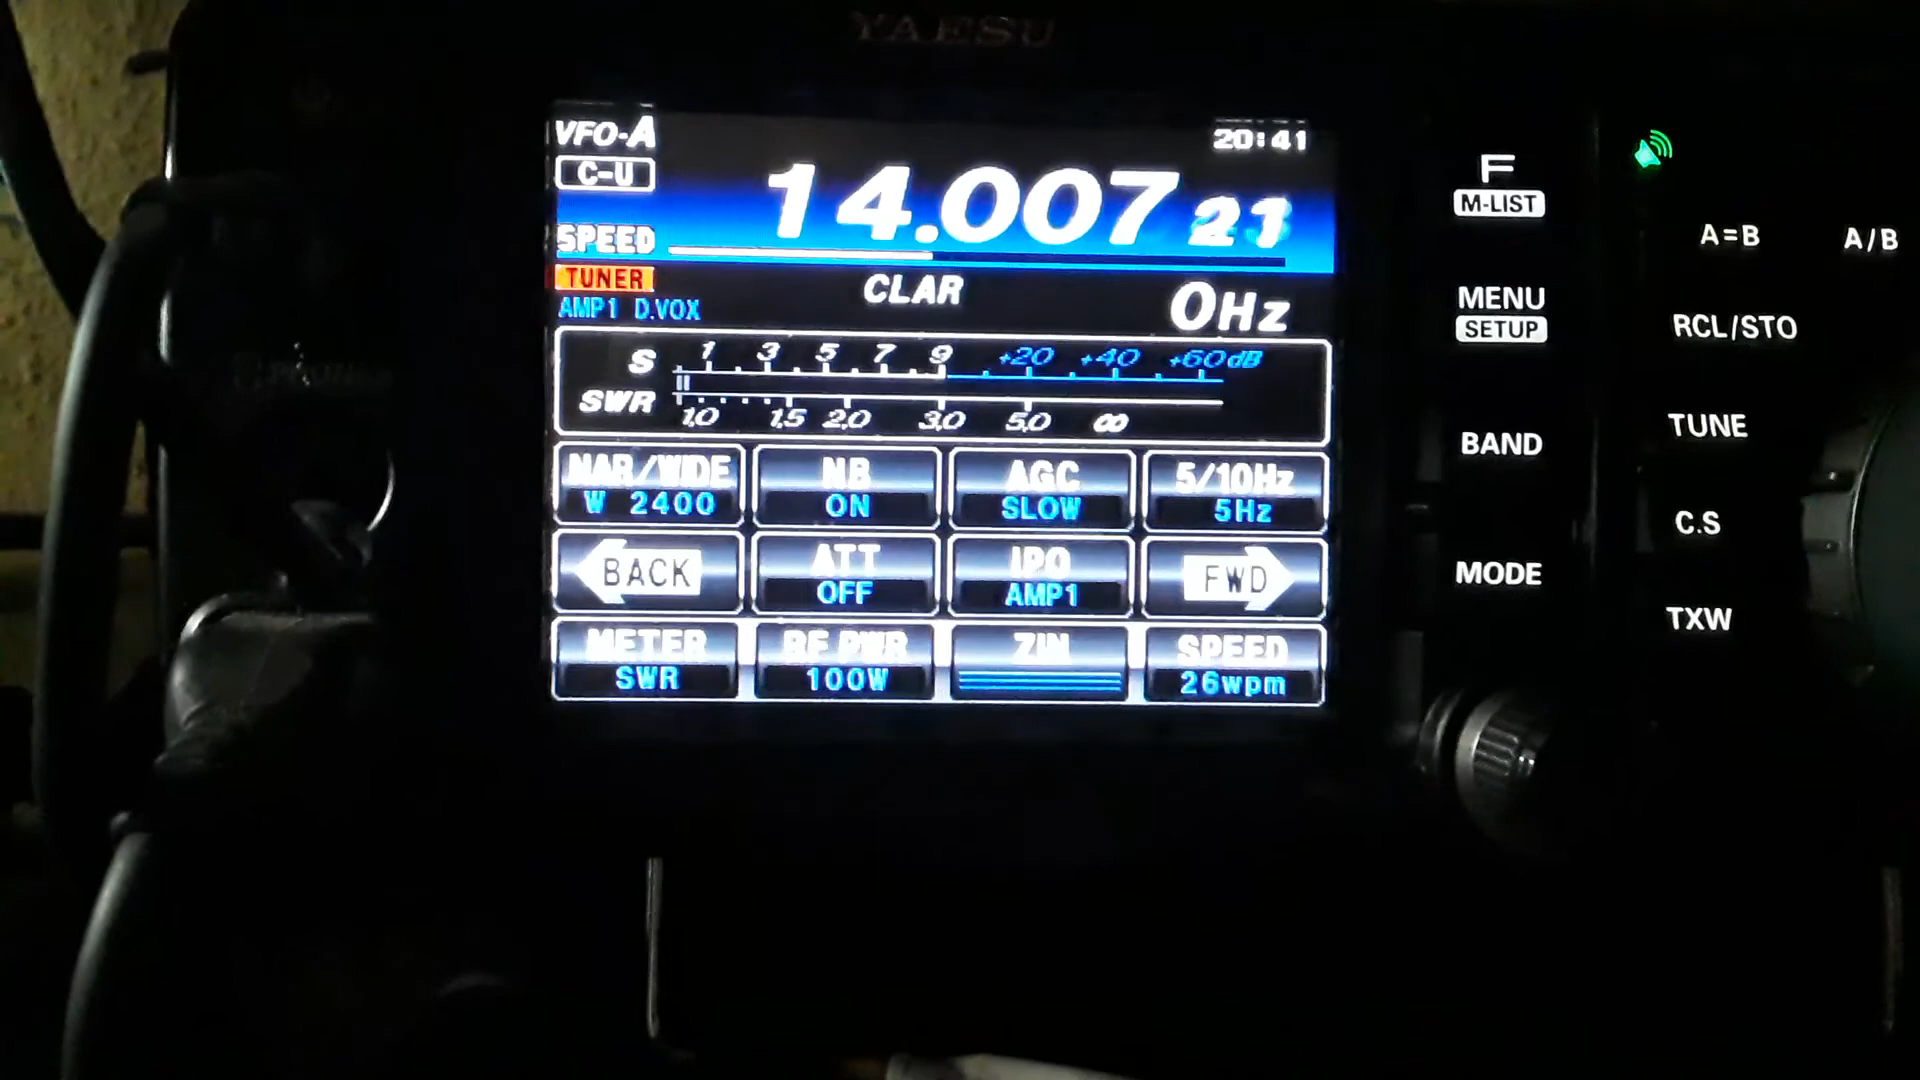 YAESU
VFO-A
20:41
C-U
14.007
SPEED
TUNER
CLAR
0Hz
AMP1 D.VOX
S 1 3 5 7 9 +20 +40 +60dB
SWR 1,0 1,5 2,0 3,0 5,0 ∞
NAR/WIDE NB AGC 5/10Hz
W 2400 ON SLOW 5Hz
BACK ATT IPO FWD
OFF AMP1
METER RF PWR ZIN SPEED
SWR 100W 26wpm
F
M-LIST
MENU
SETUP
BAND
MODE
A=B A/B
RCL/STO
TUNE
C.S
TXW